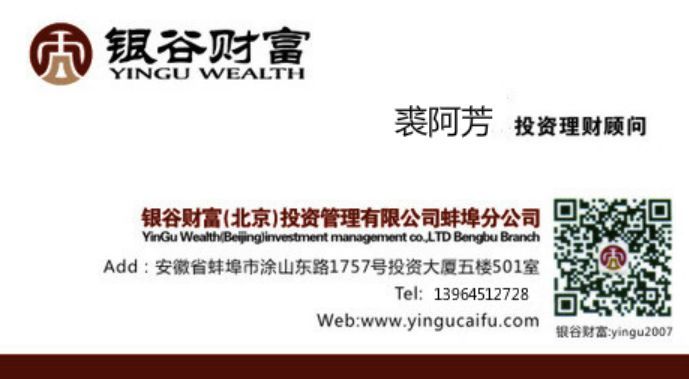 银谷财富
YINGU WEALTH
裘阿芳 投资理财顾问
银谷财富(北京)投资管理有限公司蚌埠分公司
YinGu Wealth(Beijing)investment management co.,LTD Bengbu Branch
Add：安徽省蚌埠市涂山东路1757号投资大厦五楼501室
Tel: 13964512728
Web:www.yingucaifu.com
银谷财富:yingu2007